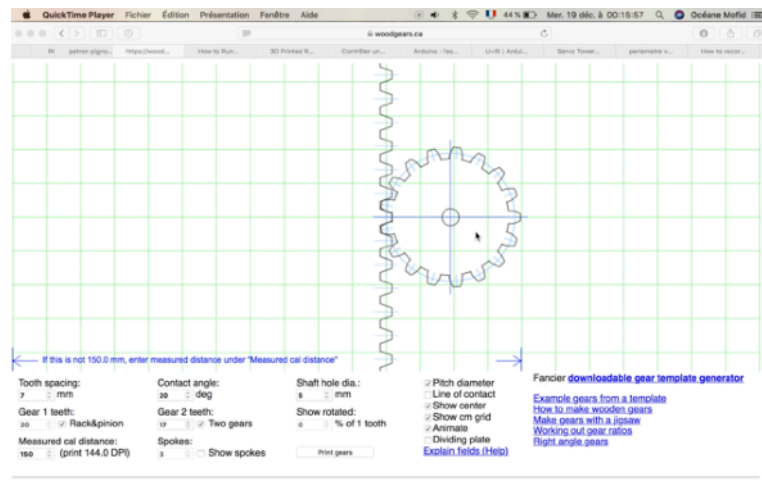 QuickTime Player Fichier Édition Présentation Fenêtre Aide 44 % Mer. 19 déc. à 00:15:57 Océane Mofid
woodgears.ca
RI patron pigno... https://wood... How to Run... 3D Printed R... Contrôler un... Arduino : l'es... U=RI | Ardui... Servo Tower... perlemetre v... How to recor...
If this is not 150.0 mm, enter measured distance under "Measured cal distance"
Tooth spacing:
7 mm
Contact angle:
20 deg
Shaft hole dia.:
5 mm
Gear 1 teeth:
20 Rack&pinion
Gear 2 teeth:
17 Two gears
Show rotated:
0 % of 1 tooth
Measured cal distance:
150 (print 144.0 DPI)
Spokes:
3 Show spokes
Print gears
Pitch diameter
Line of contact
Show center
Show cm grid
Animate
Dividing plate
Explain fields (Help)
Fancier downloadable gear template generator
Example gears from a template
How to make wooden gears
Make gears with a jigsaw
Working out gear ratios
Right angle gears